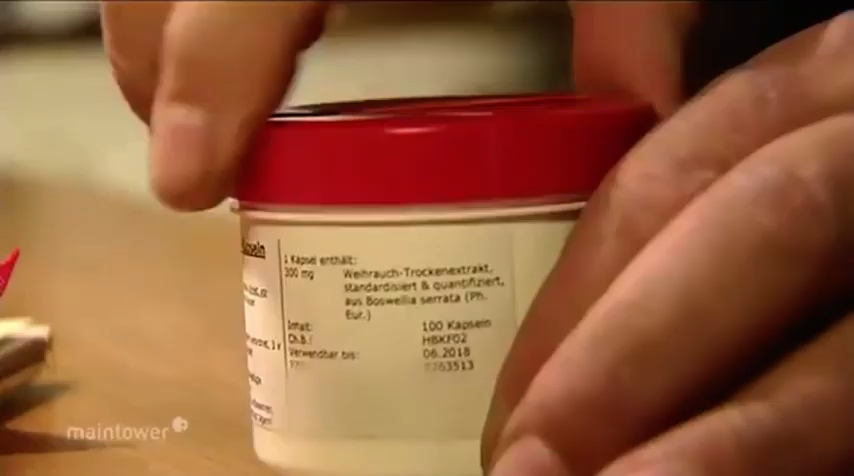 1 Kapsel enthält:
300 mg Weihrauch-Trockenextrakt,
standardisiert & quantifiziert,
aus Boswellia serrata (Ph.
Eur.)
Inhalt: 100 Kapseln
Ch.B.: HBKF02
Verwendbar bis: 06.2018
maintower